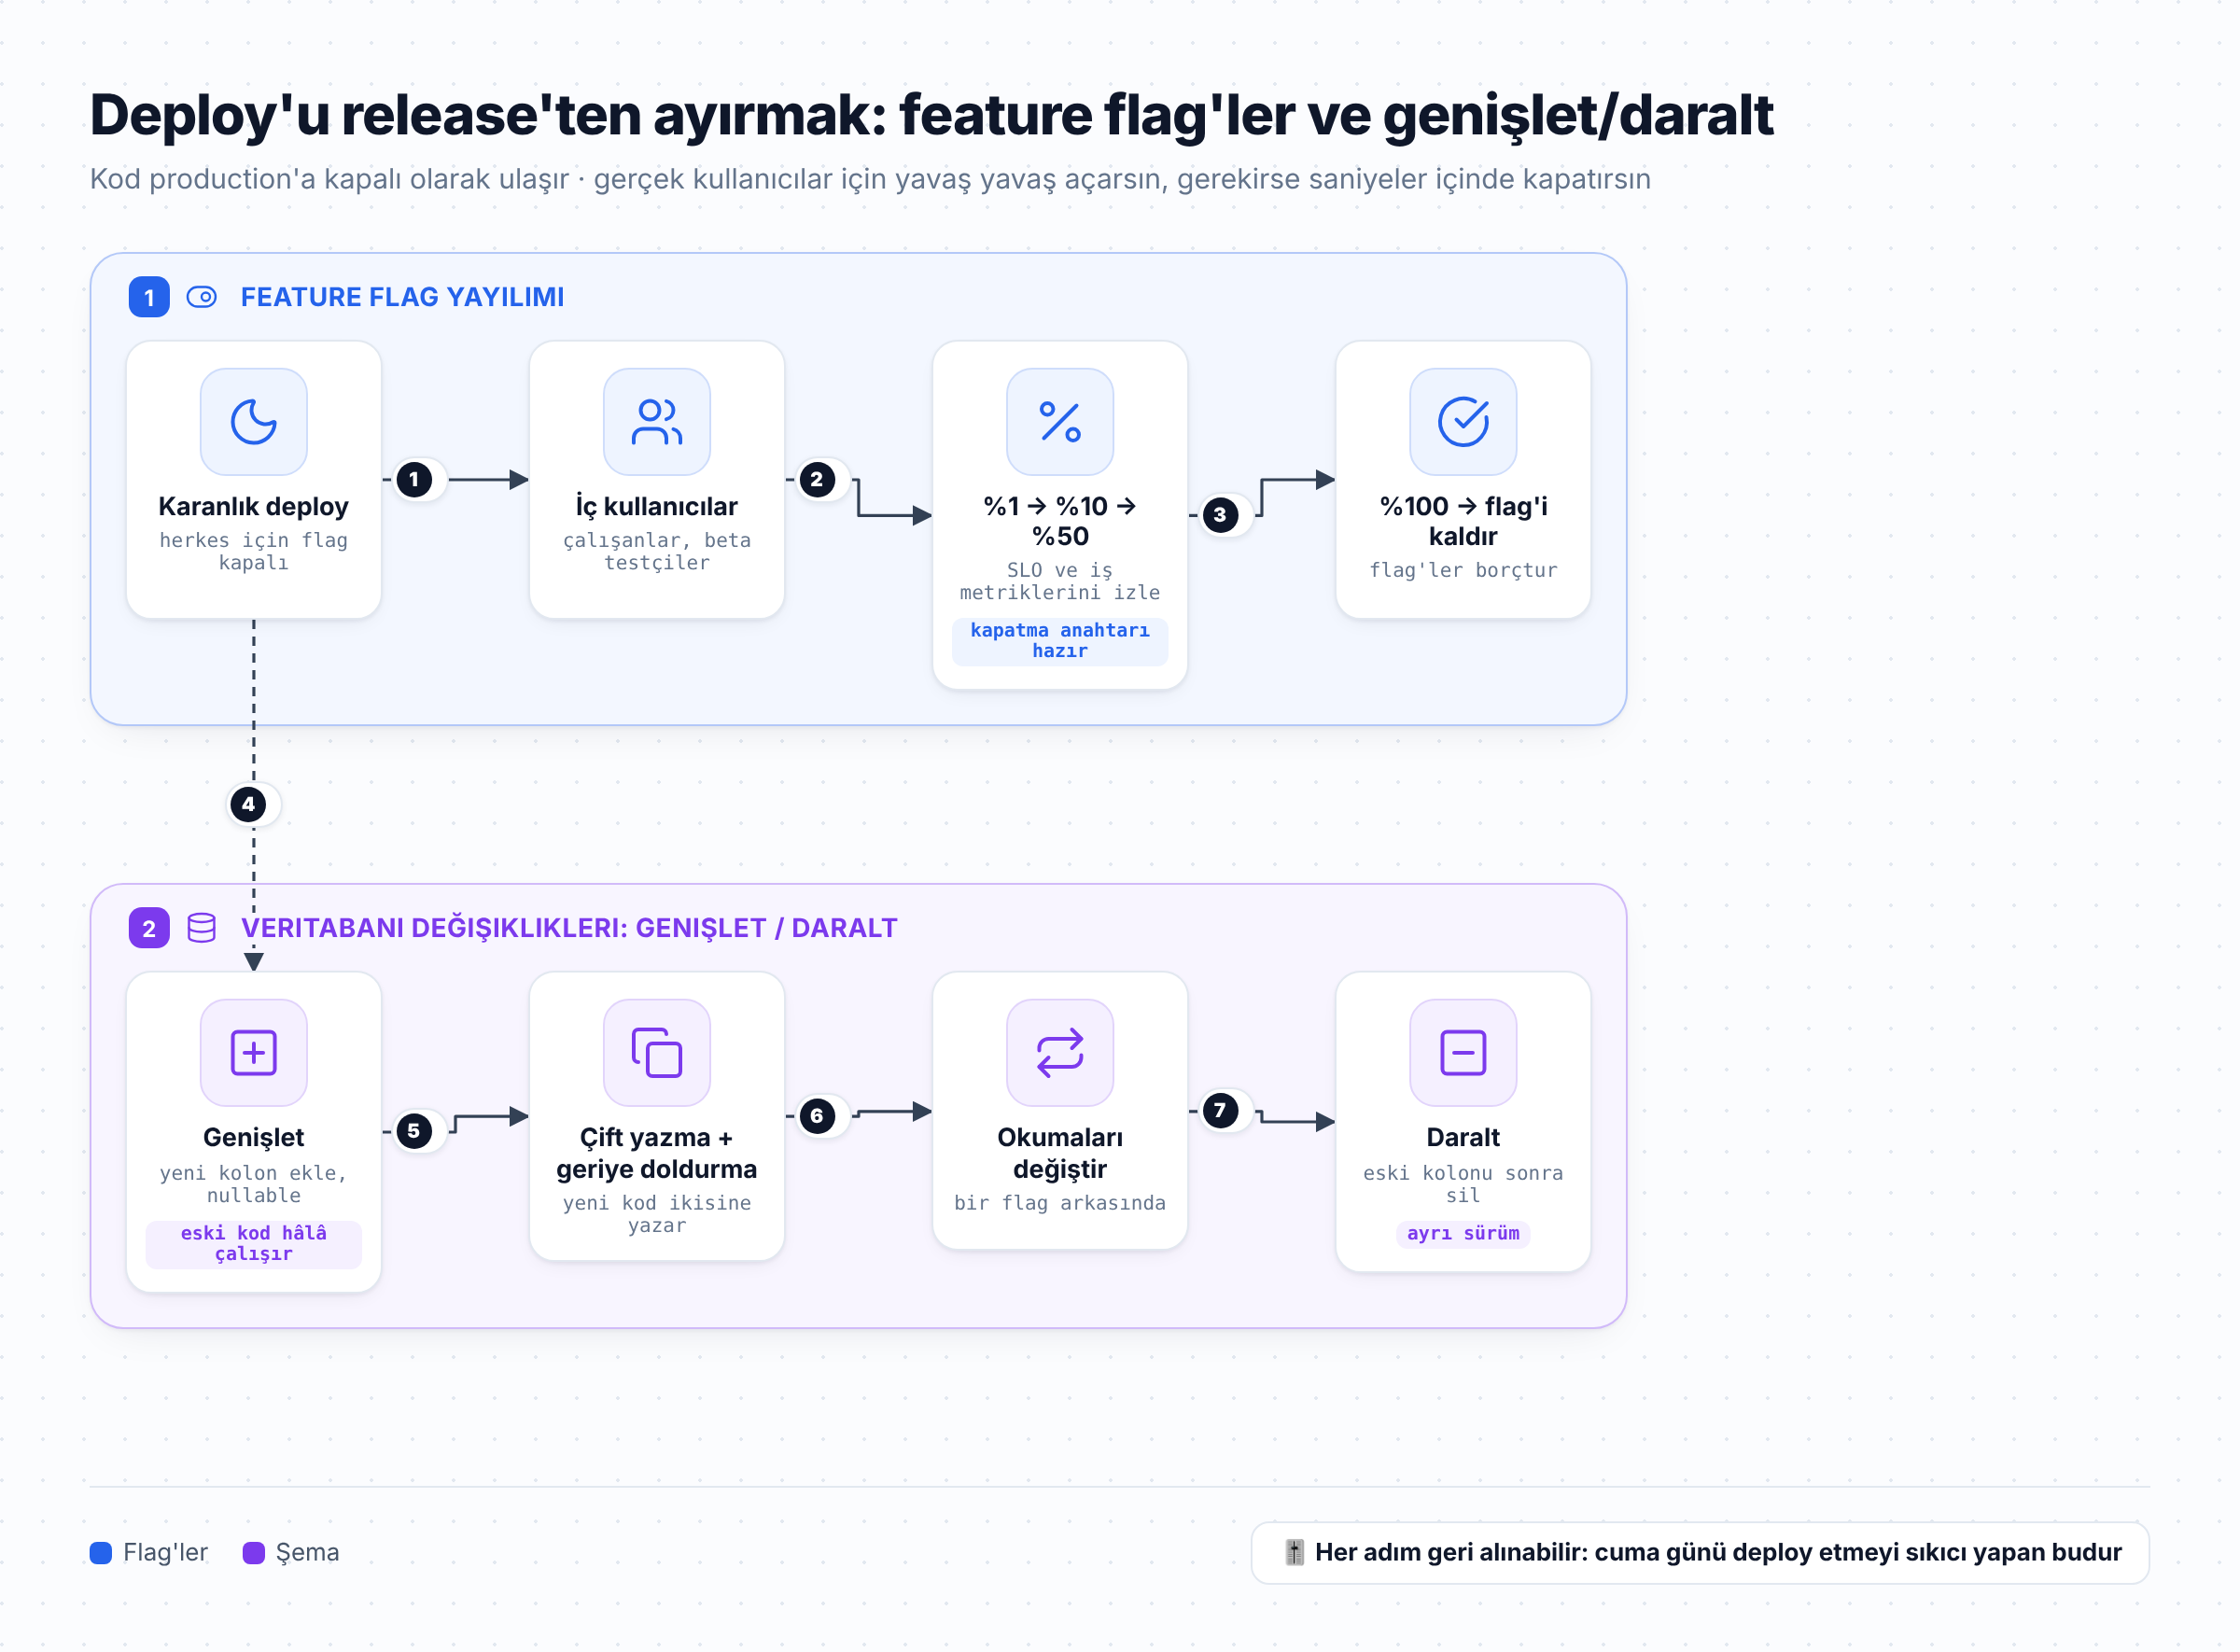 Deploy'u release'ten ayırmak: feature flag'ler ve genişlet/daralt
Kod production'a kapalı olarak ulaşır · gerçek kullanıcılar için yavaş yavaş açarsın, gerekirse saniyeler içinde kapatırsın
1 FEATURE FLAG YAYILIMI
Karanlık deploy
herkes için flag
kapalı
1
İç kullanıcılar
çalışanlar, beta
testçiler
2
%1 → %10 →
%50
SLO ve iş
metriklerini izle
kapatma anahtarı
hazır
3
%100 → flag'i
kaldır
flag'ler borçtur
4
2 VERITABANI DEĞIŞIKLIKLERI: GENIŞLET / DARALT
Genişlet
yeni kolon ekle,
nullable
eski kod hâlâ
çalışır
5
Çift yazma +
geriye doldurma
yeni kod ikisine
yazar
6
Okumaları
değiştir
bir flag arkasında
7
Daralt
eski kolonu sonra
sil
ayrı sürüm
Flag'ler
Şema
🎚️ Her adım geri alınabilir: cuma günü deploy etmeyi sıkıcı yapan budur